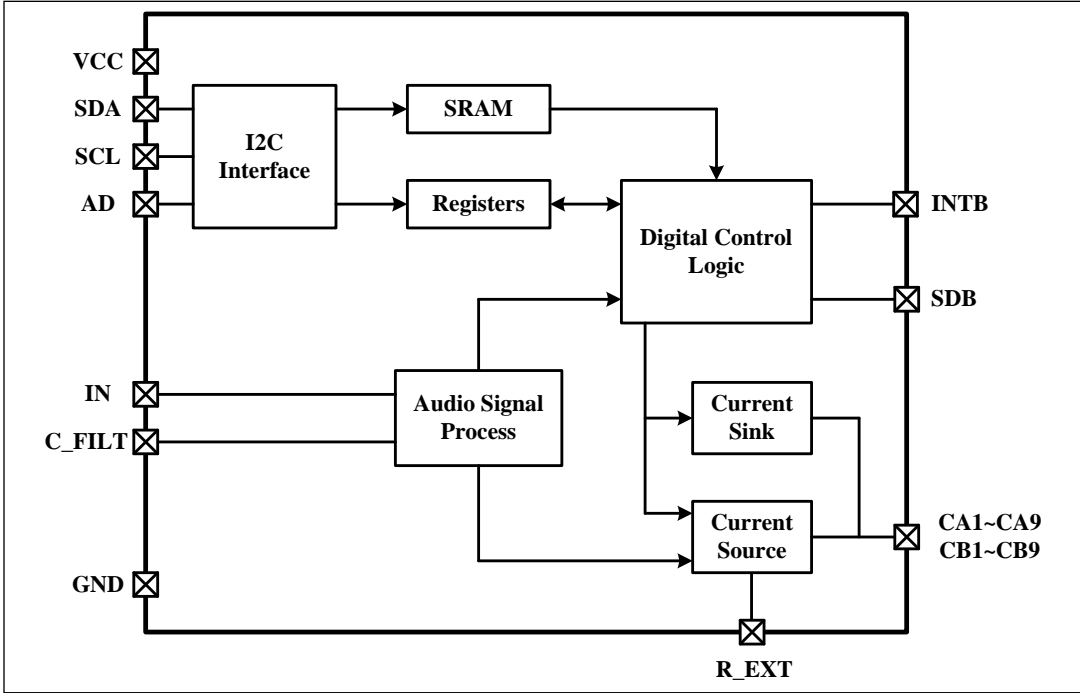 VCC
SDA
SCL
AD
I2C
Interface
SRAM
Registers
Digital Control
Logic
INTB
SDB
IN
C_FILT
Audio Signal
Process
Current
Sink
Current
Source
CA1~CA9
CB1~CB9
GND
R_EXT